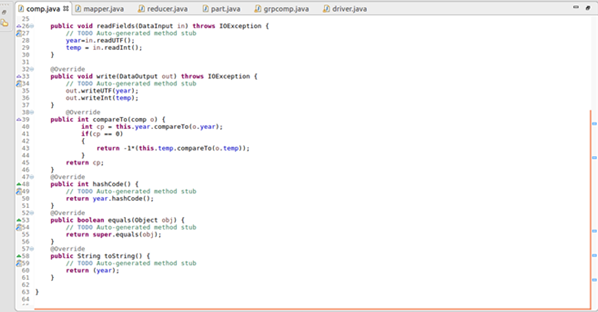 comp.java mapper.java reducer.java part.java grpcomp.java driver.java
25
26 public void readFields(DataInput in) throws IOException {
27 // TODO Auto-generated method stub
28 year=in.readUTF();
29 temp = in.readInt();
30 }
31
32 @Override
33 public void write(DataOutput out) throws IOException {
34 // TODO Auto-generated method stub
35 out.writeUTF(year);
36 out.writeInt(temp);
37 }
38 @Override
39 public int compareTo(comp o) {
40 int cp = this.year.compareTo(o.year);
41 if(cp == 0)
42 {
43 return -1*(this.temp.compareTo(o.temp));
44 }
45 return cp;
46 }
47 @Override
48 public int hashCode() {
49 // TODO Auto-generated method stub
50 return year.hashCode();
51 }
52 @Override
53 public boolean equals(Object obj) {
54 // TODO Auto-generated method stub
55 return super.equals(obj);
56 }
57 @Override
58 public String toString() {
59 // TODO Auto-generated method stub
60 return (year);
61 }
62
63 }
64